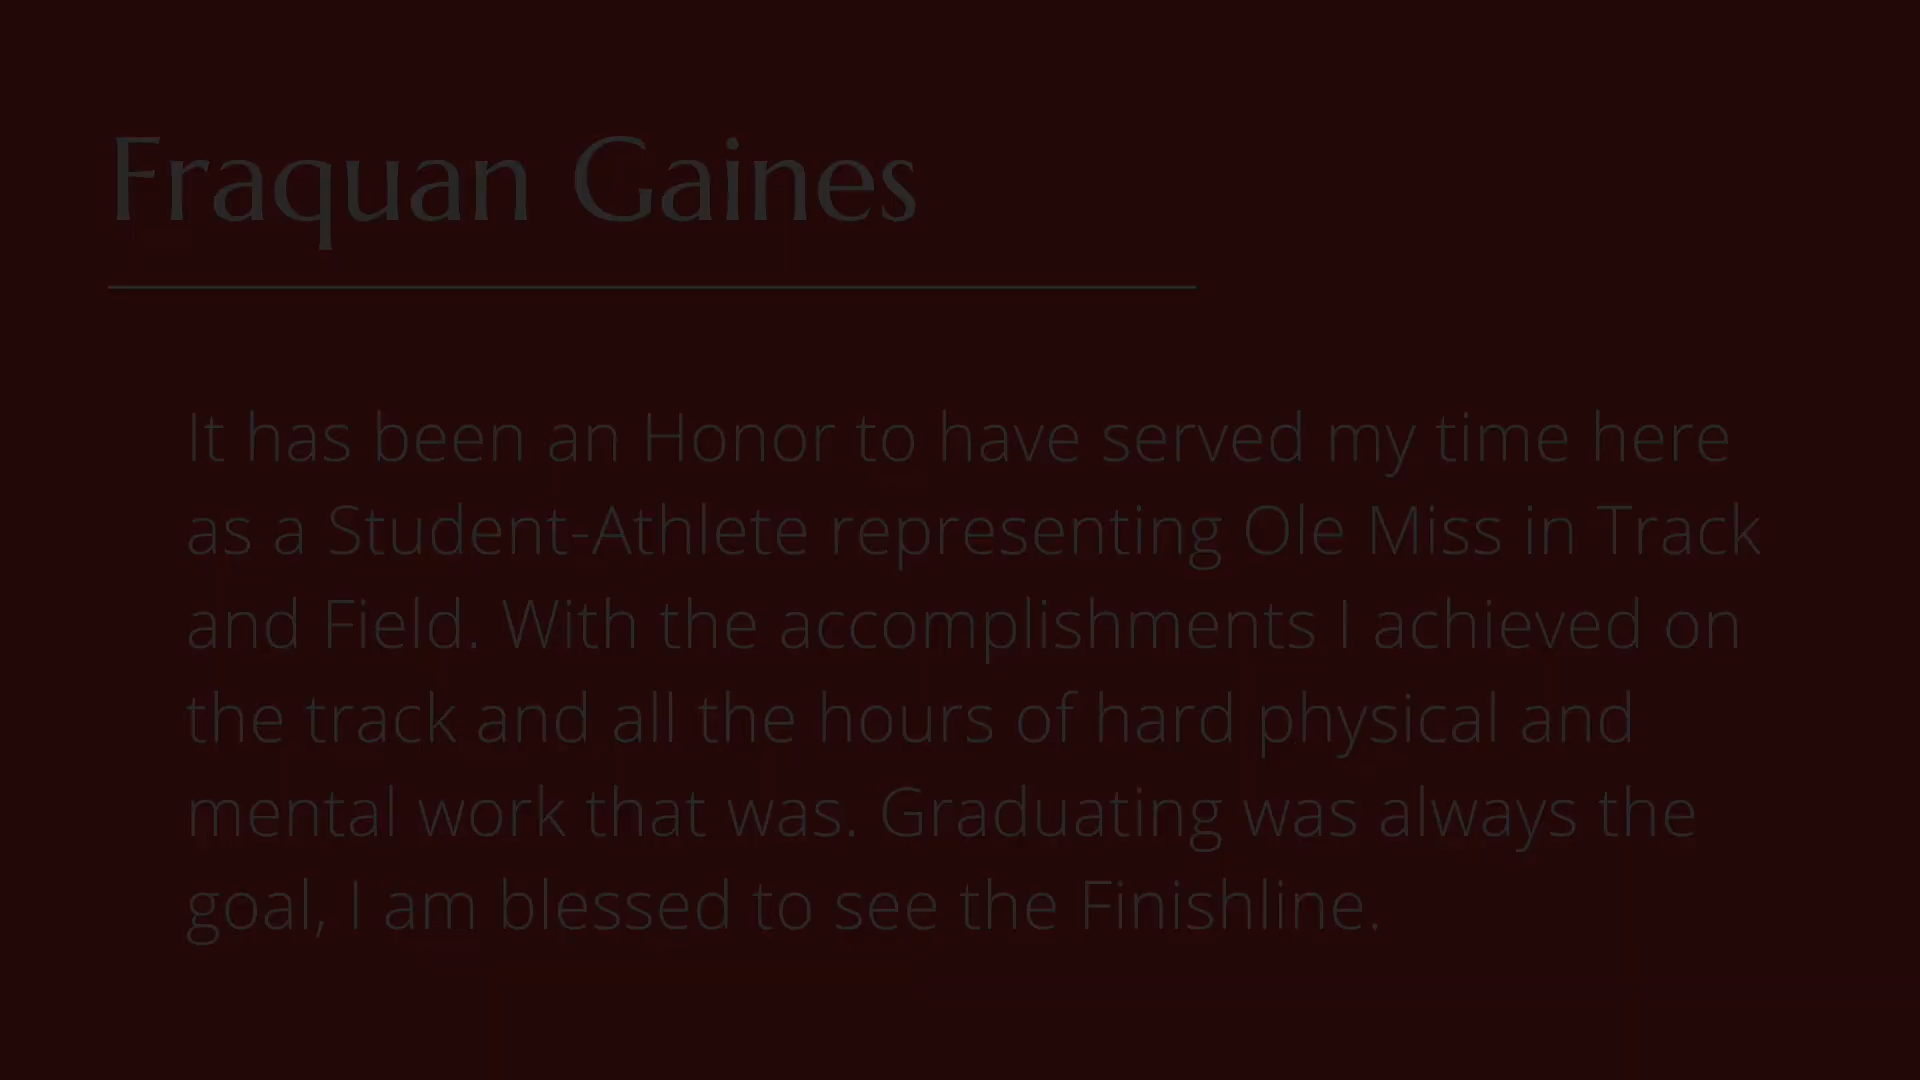 Fraquan Gaines
It has been an Honor to have served my time here
as a Student-Athlete representing Ole Miss in Track
and Field. With the accomplishments I achieved on
the track and all the hours of hard physical and
mental work that was. Graduating was always the
goal, I am blessed to see the Finishline.